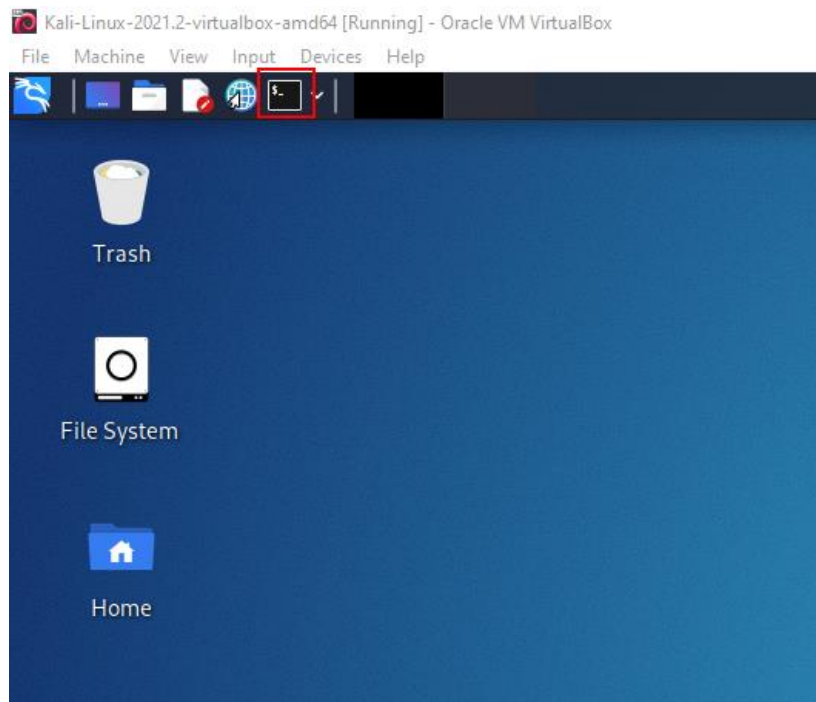 Kali-Linux-2021.2-virtualbox-amd64 [Running] - Oracle VM VirtualBox
File Machine View Input Devices Help
$_
Trash
File System
Home